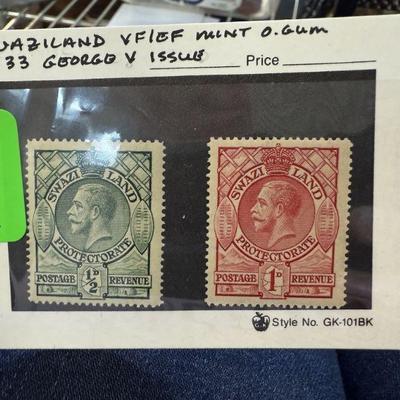 UAZILAND VF/EF MINT O.GUM
33 GEORGE V ISSUE Price
SWAZI LAND
PROTECTORATE
POSTAGE REVENUE
½D
SWAZI LAND
PROTECTORATE
POSTAGE REVENUE
1D
Style No. GK-101BK